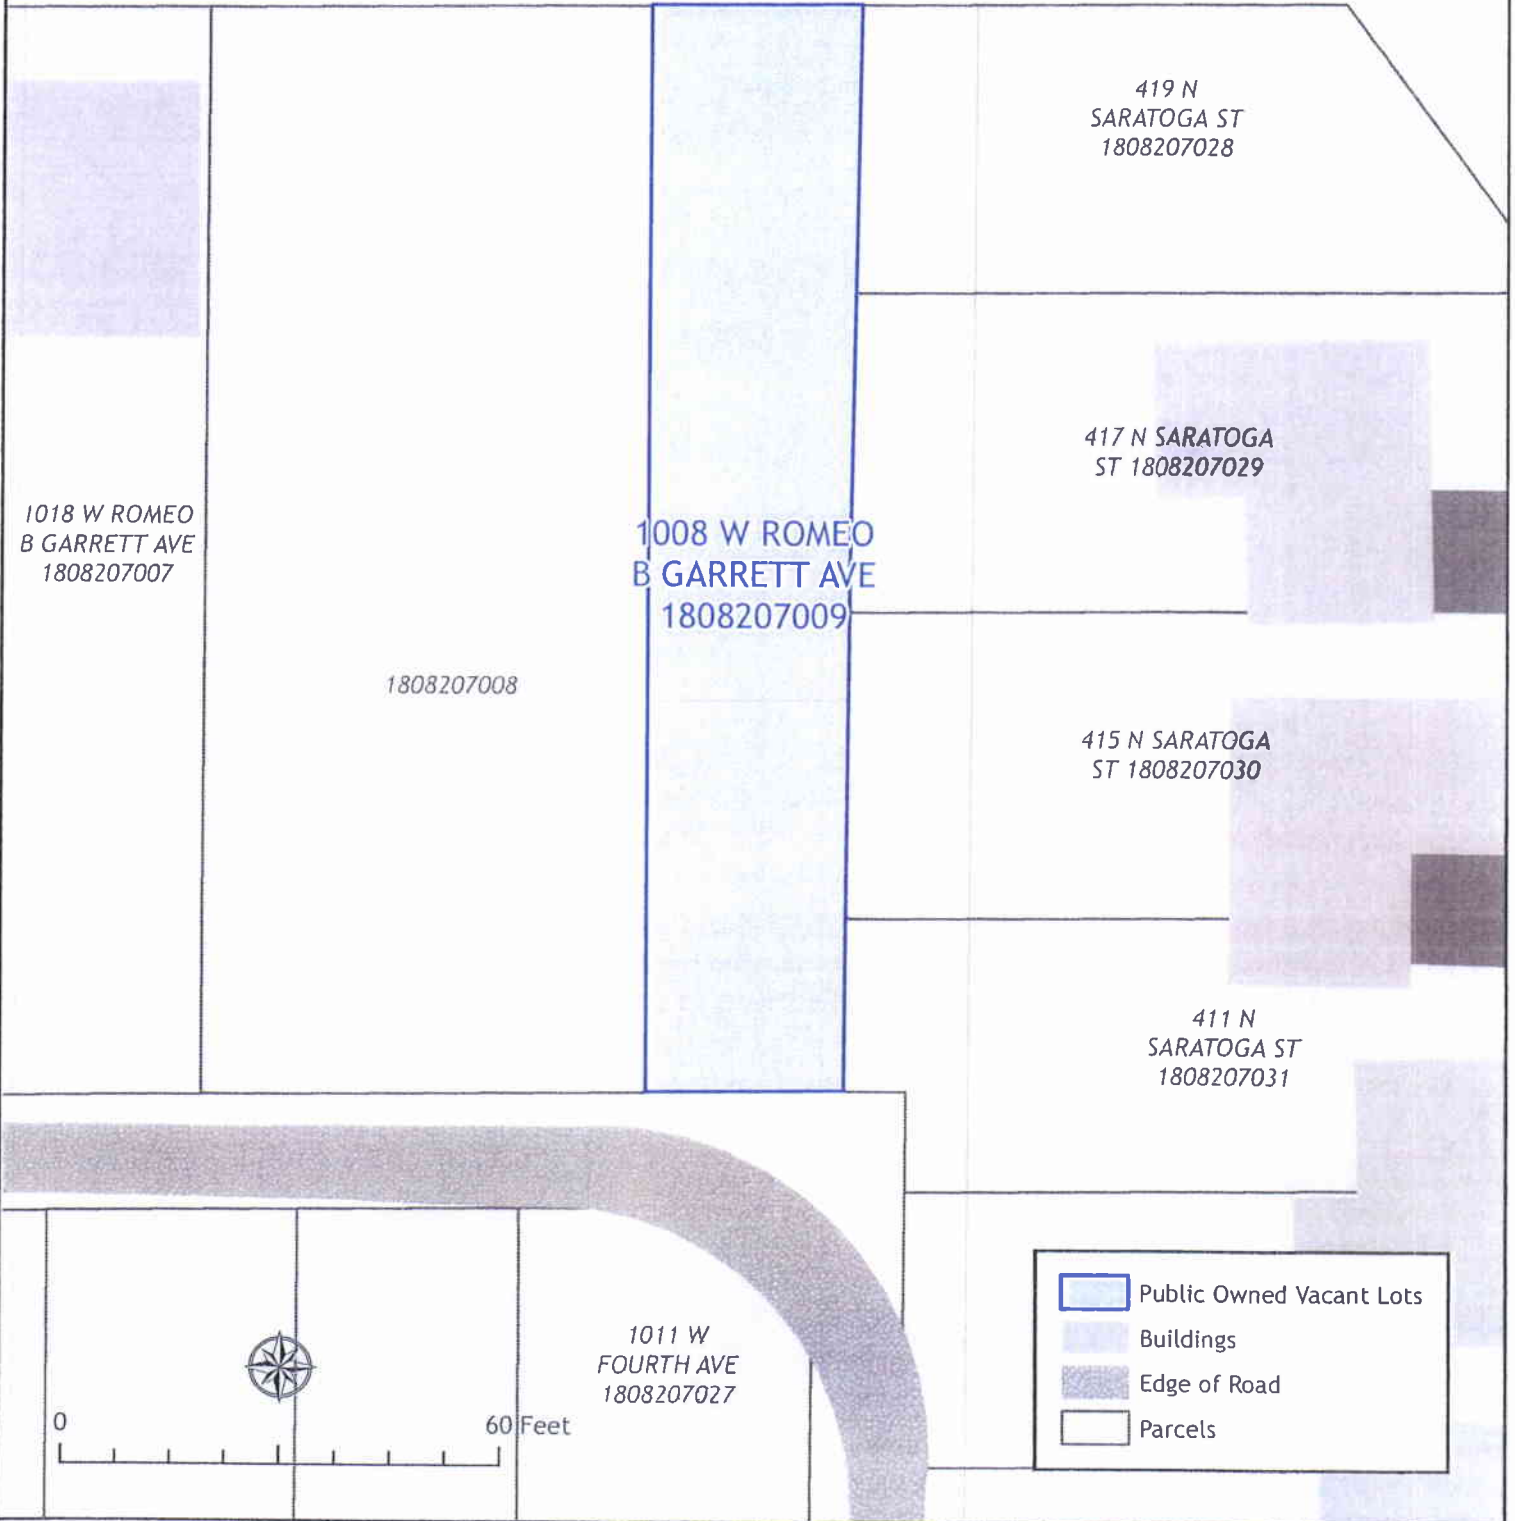 419 N
SARATOGA ST
1808207028
417 N SARATOGA
ST 1808207029
1018 W ROMEO
B GARRETT AVE
1808207007
1008 W ROMEO
B GARRETT AVE
1808207009
1808207008
415 N SARATOGA
ST 1808207030
411 N
SARATOGA ST
1808207031
1011 W
FOURTH AVE
1808207027
0
60 Feet
Public Owned Vacant Lots
Buildings
Edge of Road
Parcels